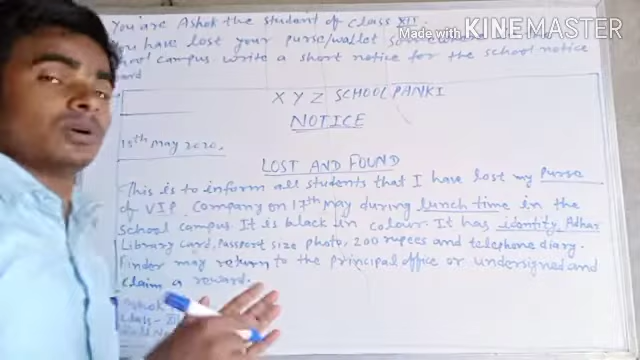 You are Ashok the student of class XII.
You have lost your purse/wallet
campus write a short notice for the school notice
Made with KINEMASTER
X Y Z SCHOOL PANKI
NOTICE
May 2020.
LOST AND FOUND
This is to inform all students that I have lost my purse
of VIP Company on 17th May during lunch time in the
school campus. It is black in colour. It has identity Adhar
Library card, Passport size photo, 200 rupees and telephone diary.
Finder may return to the principal office or undersigned and
claim a reward.
Ashok
Class-